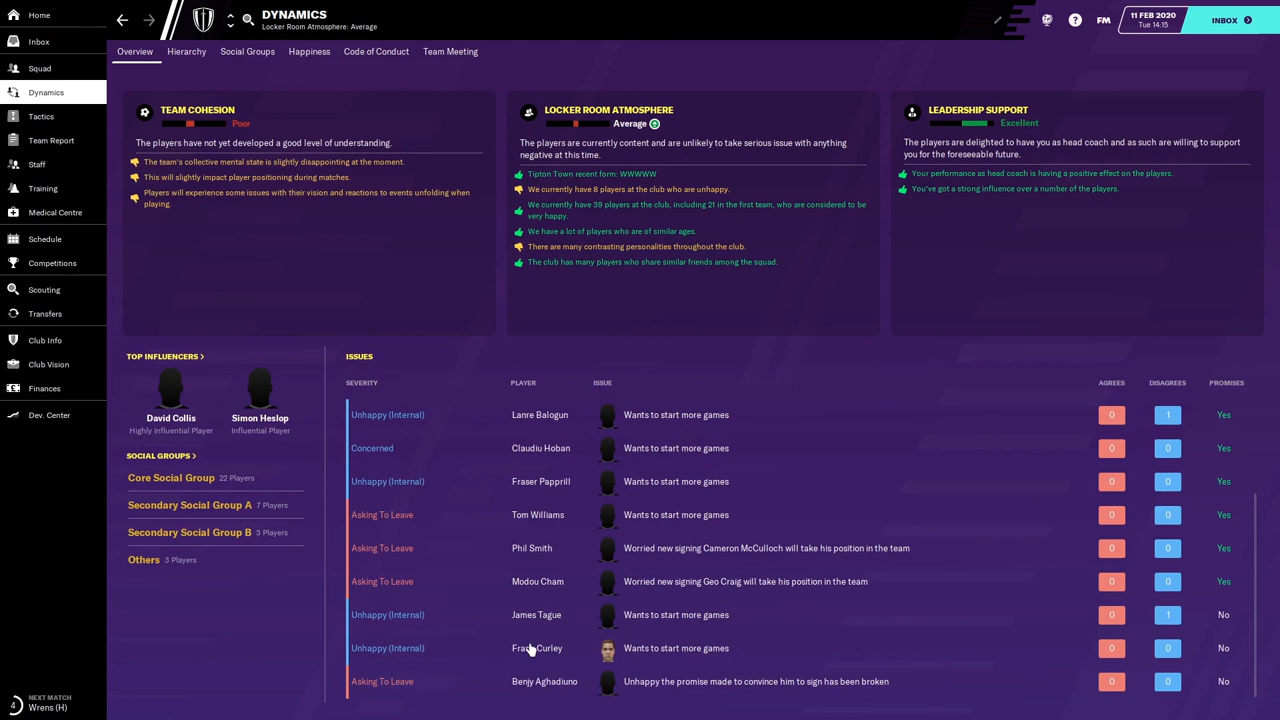 Home
Inbox
Squad
Dynamics
Tactics
Team Report
Staff
Training
Medical Centre
Schedule
Competitions
Scouting
Transfers
Club Info
Club Vision
Finances
Dev. Center
4
NEXT MATCH
Wrens (H)
DYNAMICS
Locker Room Atmosphere: Average
?
FM
11 FEB 2020
Tue 14:15
INBOX
Overview
Hierarchy
Social Groups
Happiness
Code of Conduct
Team Meeting
TEAM COHESION
Poor
The players have not yet developed a good level of understanding.
The team's collective mental state is slightly disappointing at the moment.
This will slightly impact player positioning during matches.
Players will experience some issues with their vision and reactions to events unfolding when
playing.
LOCKER ROOM ATMOSPHERE
Average
The players are currently content and are unlikely to take serious issue with anything
negative at this time.
Tipton Town recent form: WWWWW
We currently have 8 players at the club who are unhappy.
We currently have 39 players at the club, including 21 in the first team, who are considered to be
very happy.
We have a lot of players who are of similar ages.
There are many contrasting personalities throughout the club.
The club has many players who share similar friends among the squad.
LEADERSHIP SUPPORT
Excellent
The players are delighted to have you as head coach and as such are willing to support
you for the foreseeable future.
Your performance as head coach is having a positive effect on the players.
You've got a strong influence over a number of the players.
TOP INFLUENCERS >
David Collis
Highly Influential Player
Simon Heslop
Influential Player
SOCIAL GROUPS >
Core Social Group 22 Players
Secondary Social Group A 7 Players
Secondary Social Group B 3 Players
Others 3 Players
ISSUES
SEVERITY PLAYER ISSUE AGREES DISAGREES PROMISES
Unhappy (Internal) Lanre Balogun Wants to start more games 0 1 Yes
Concerned Claudiu Hoban Wants to start more games 0 0 Yes
Unhappy (Internal) Fraser Papprill Wants to start more games 0 0 Yes
Asking To Leave Tom Williams Wants to start more games 0 0 Yes
Asking To Leave Phil Smith Worried new signing Cameron McCulloch will take his position in the team 0 0 Yes
Asking To Leave Modou Cham Worried new signing Geo Craig will take his position in the team 0 0 Yes
Unhappy (Internal) James Tague Wants to start more games 0 1 No
Unhappy (Internal) Curley Wants to start more games 0 0 No
Asking To Leave Benjy Aghadiuno Unhappy the promise made to convince him to sign has been broken 0 0 No